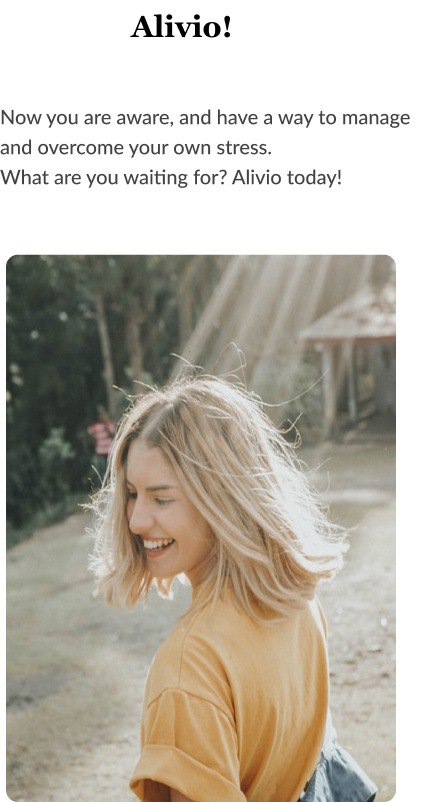 Alivio!
Now you are aware, and have a way to manage
and overcome your own stress.
What are you waiting for? Alivio today!